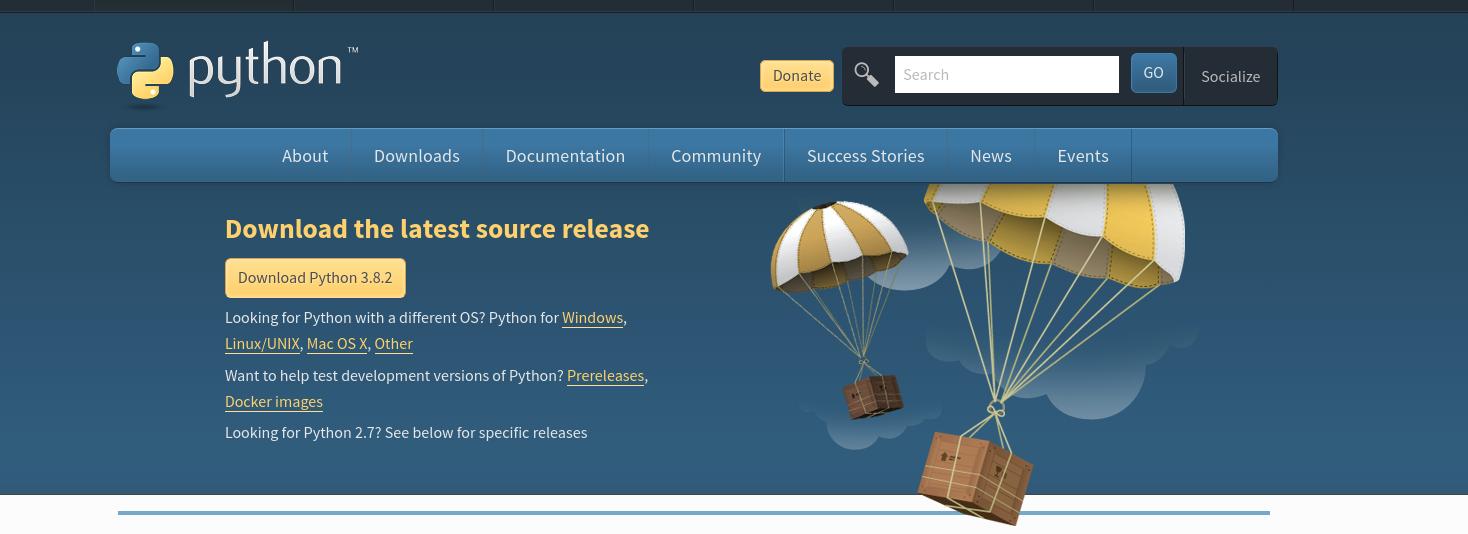 python™
Donate
Search
GO
Socialize
About Downloads Documentation Community Success Stories News Events
Download the latest source release
Download Python 3.8.2
Looking for Python with a different OS? Python for Windows,
Linux/UNIX, Mac OS X, Other
Want to help test development versions of Python? Prereleases,
Docker images
Looking for Python 2.7? See below for specific releases